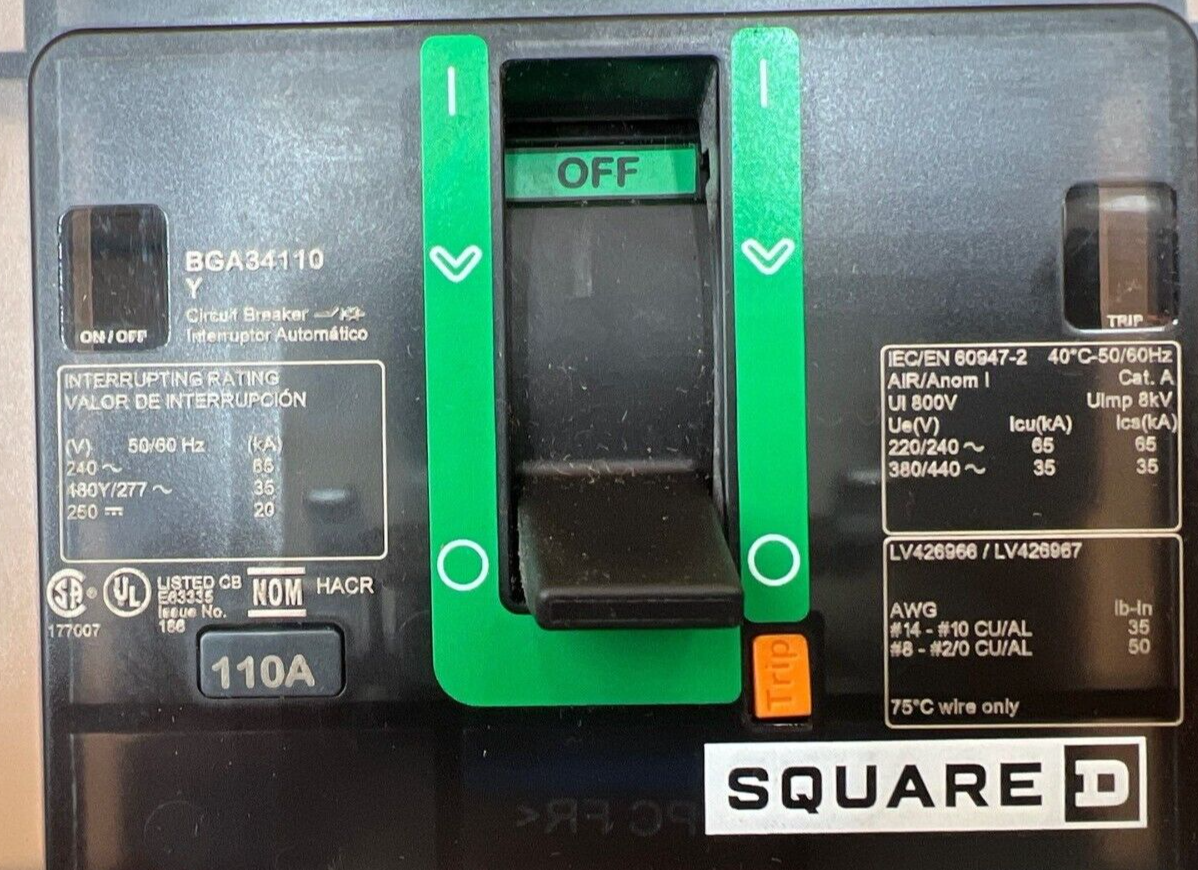 I
I
OFF
ON/OFF
BGA34110
Y
Circuit Breaker
Interruptor Automático
TRIP
INTERRUPTING RATING
VALOR DE INTERRUPCIÓN
(V) 50/60 Hz (kA)
240 ~ 65
480Y/277 ~ 35
250 ⎓ 20
IEC/EN 60947-2 40°C-50/60Hz
AIR/Anom I Cat. A
Ui 800V Uimp 8kV
Ue(V) Icu(kA) Ics(kA)
220/240 ~ 65 65
380/440 ~ 35 35
O
O
SA ®
177007
UL
LISTED CB
E63335
Issue No.
186
NOM
HACR
110A
Trip
LV426966 / LV426967
AWG lb-in
#14 - #10 CU/AL 35
#8 - #2/0 CU/AL 50
75°C wire only
SQUARE D
>PC FR<